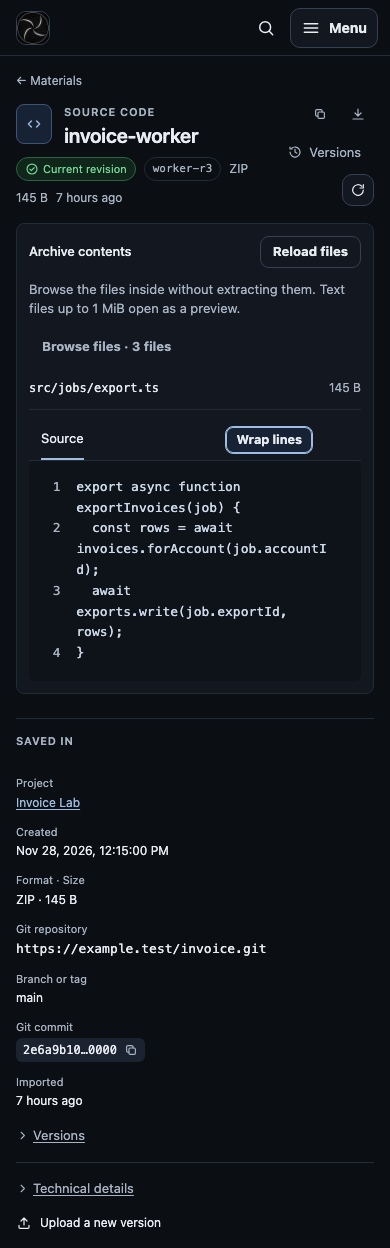 Menu
← Materials
SOURCE CODE
invoice-worker
Versions
Current revision
worker-r3
ZIP
145 B 7 hours ago
Archive contents
Reload files
Browse the files inside without extracting them. Text
files up to 1 MiB open as a preview.
Browse files · 3 files
src/jobs/export.ts
145 B
Source
Wrap lines
1 export async function
exportInvoices(job) {
2 const rows = await
invoices.forAccount(job.accountI
d);
3 await
exports.write(job.exportId,
rows);
4 }
SAVED IN
Project
Invoice Lab
Created
Nov 28, 2026, 12:15:00 PM
Format · Size
ZIP · 145 B
Git repository
https://example.test/invoice.git
Branch or tag
main
Git commit
2e6a9b10…0000
Imported
7 hours ago
Versions
Technical details
Upload a new version